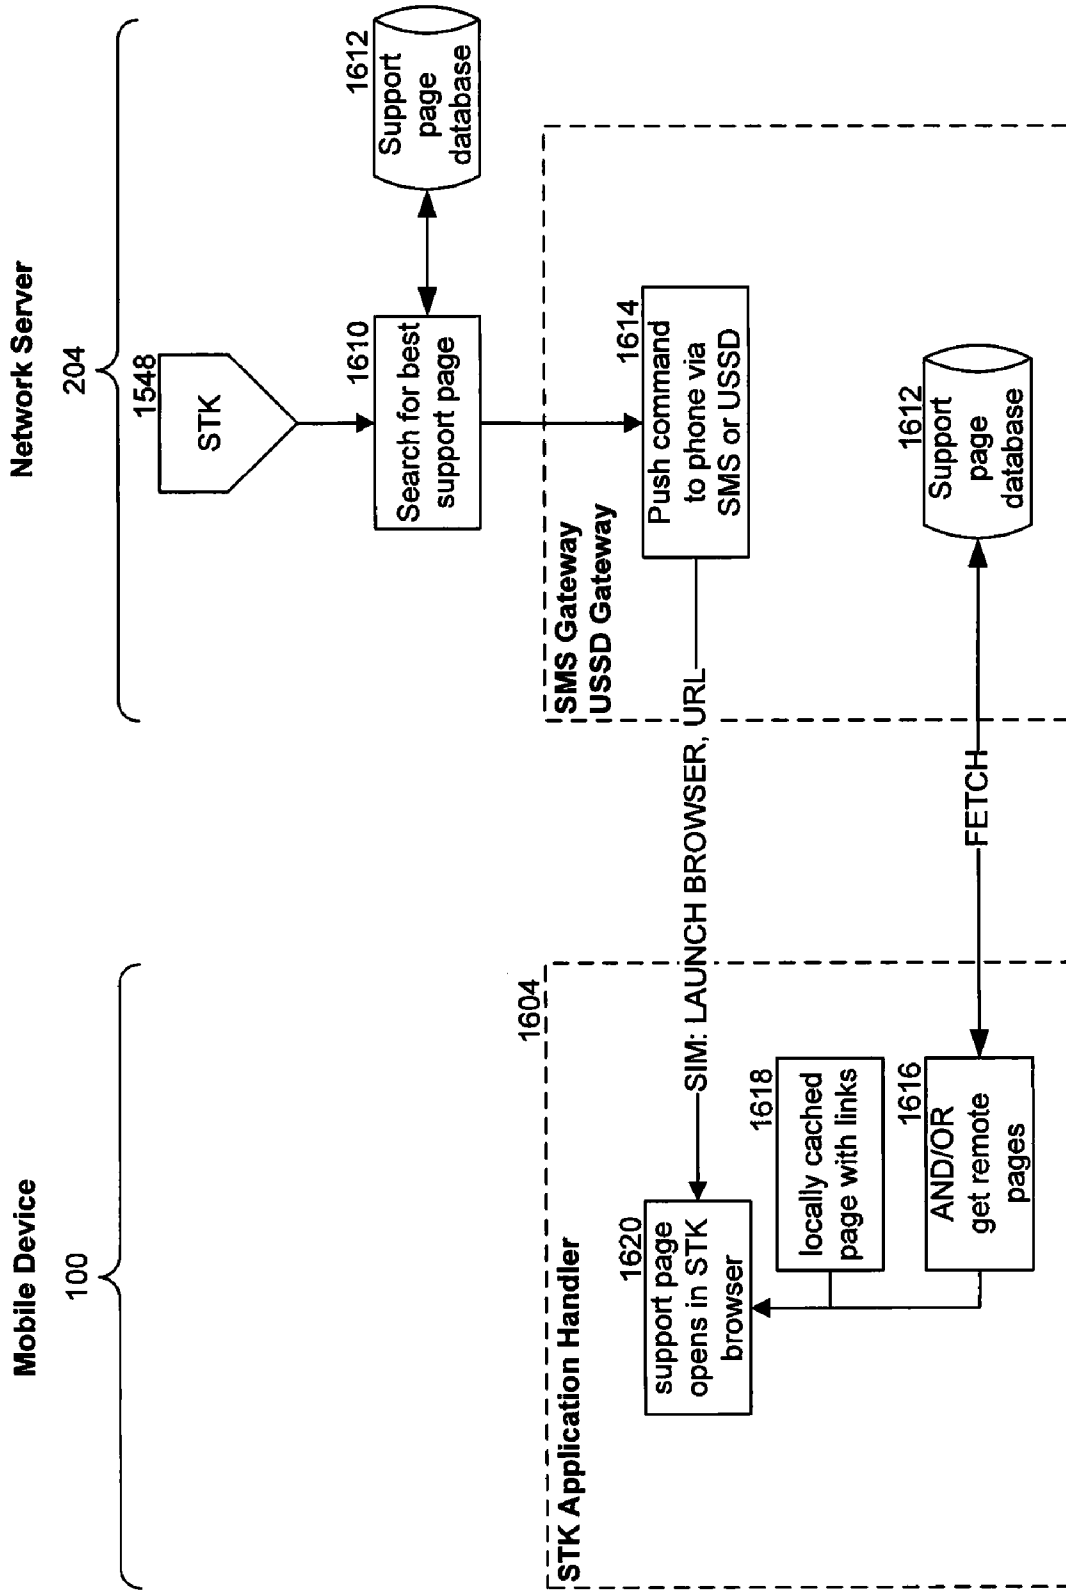 Mobile Device
100
Network Server
204
1548
STK
1610
Search for best
support page
1612
Support
page
database
1604
STK Application Handler
SMS Gateway
USSD Gateway
1614
Push command
to phone via
SMS or USSD
SIM: LAUNCH BROWSER, URL
1620
support page
opens in STK
browser
1618
locally cached
page with links
1616
AND/OR
get remote
pages
FETCH
1612
Support
page
database